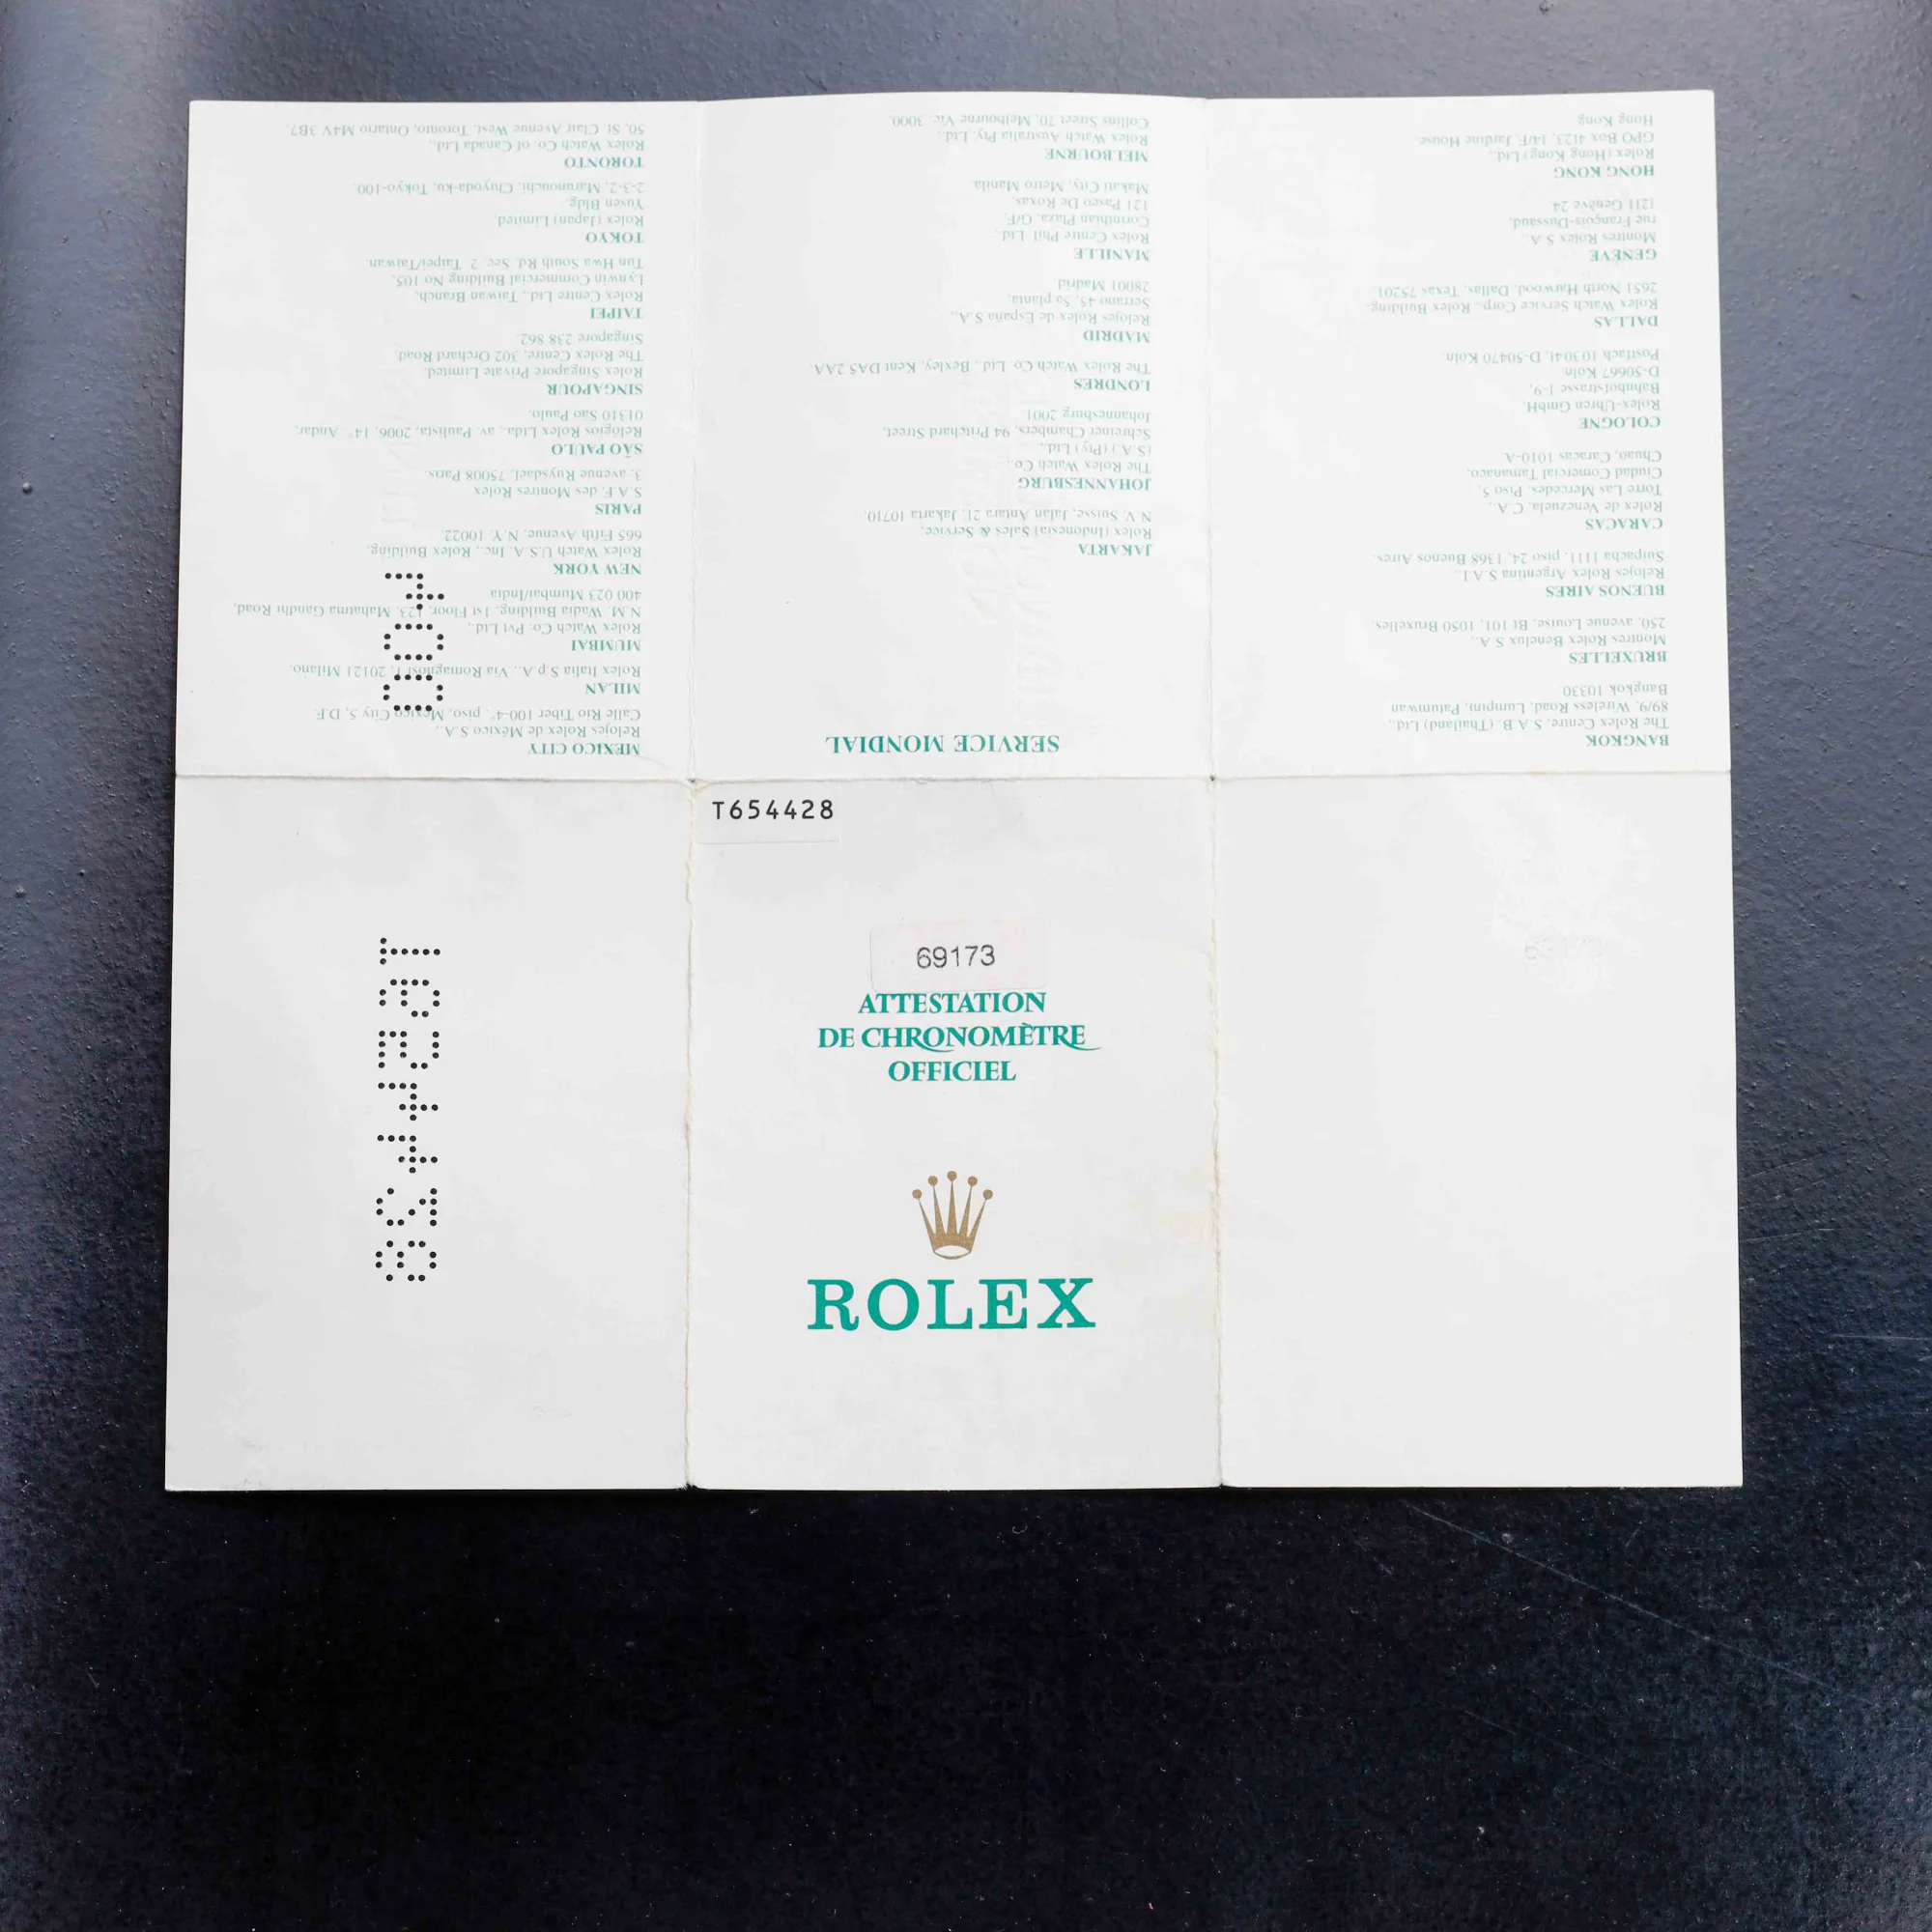 T654428
69173
ATTESTATION
DE CHRONOMÈTRE
OFFICIEL
ROLEX
T654428
SERVICE MONDIAL
BANGKOK
The Rolex Centre, S.A.B. (Thailand) Ltd.,
89/9, Wireless Road, Lumpini, Patumwan
Bangkok 10330
BRUXELLES
Montres Rolex Benelux S.A.,
250, avenue Louise, Bt 101, 1050 Bruxelles.
BUENOS AIRES
Relojes Rolex Argentina S.A.I.,
Suipacha 1111, piso 24, 1368 Buenos Aires.
CARACAS
Rolex de Venezuela, C.A.,
Torre Las Mercedes, Piso 5,
Ciudad Comercial Tamanaco,
Chuao, Caracas 1010-A.
COLOGNE
Rolex-Uhren GmbH,
Bahnhofstrasse 1-9,
D-50667 Köln
Postfach 103041, D-50470 Köln
DALLAS
Rolex Watch Service Corp., Rolex Building,
2651 North Harwood, Dallas, Texas 75201.
GENÈVE
Montres Rolex S.A.,
rue François-Dussaud,
1211 Genève 24.
HONG KONG
Rolex (Hong Kong) Ltd.,
GPO Box 4123, 14/F, Jardine House
Hong Kong
JAKARTA
Rolex (Indonesia) Sales & Service,
N.V. Suisse, Jalan Antara 2F, Jakarta 10710.
JOHANNESBURG
The Rolex Watch Co.,
(S.A.) (Pty) Ltd.,
Schreiner Chambers, 94 Pritchard Street,
Johannesburg 2001.
LONDRES
The Rolex Watch Co. Ltd., Bexley, Kent DA5 2AA.
MADRID
Relojes Rolex de España S.A.,
Serrano 45, 5a planta,
28001 Madrid.
MANILLE
Rolex Centre Phil. Ltd.,
Corinthian Plaza, G/F,
121 Paseo De Roxas,
Makati City, Metro Manila.
MELBOURNE
Rolex Watch Australia Pty. Ltd.,
Collins Street 70, Melbourne Vic. 3000.
MEXICO CITY
Relojes Rolex de México S.A.,
Calle Rio Tiber 100-4°. piso, México City 5, D.F.
MILAN
Rolex Italia S.p.A., Via Romagnosi 1, 20121 Milano.
MUMBAI
Rolex Watch Co. Pvt Ltd.,
N.M. Wadia Building, 1st Floor, 123, Mahatma Gandhi Road,
400 023 Mumbai/India
NEW YORK
Rolex Watch U.S.A. Inc., Rolex Building,
665 Fifth Avenue, N.Y. 10022.
PARIS
S.A.F. des Montres Rolex
3, avenue Ruysdael, 75008 Paris.
SÃO PAULO
Relogios Rolex Ltda., av. Paulista, 2006, 14°. Andar,
01310 São Paulo.
SINGAPOUR
Rolex Singapore Private Limited,
The Rolex Centre, 302 Orchard Road.
Singapore 238 862
TAIPEI
Rolex Centre Ltd., Taiwan Branch,
Lynwin Commercial Building No 105,
Tun Hwa South Rd. Sec. 2 Taipei/Taiwan.
TOKYO
Rolex (Japan) Limited,
Yusen Bldg.
2-3-2, Marunouchi, Chiyoda-ku, Tokyo-100
TORONTO
Rolex Watch Co. of Canada Ltd.,
50, St. Clair Avenue West, Toronto, Ontario M4V 3B7